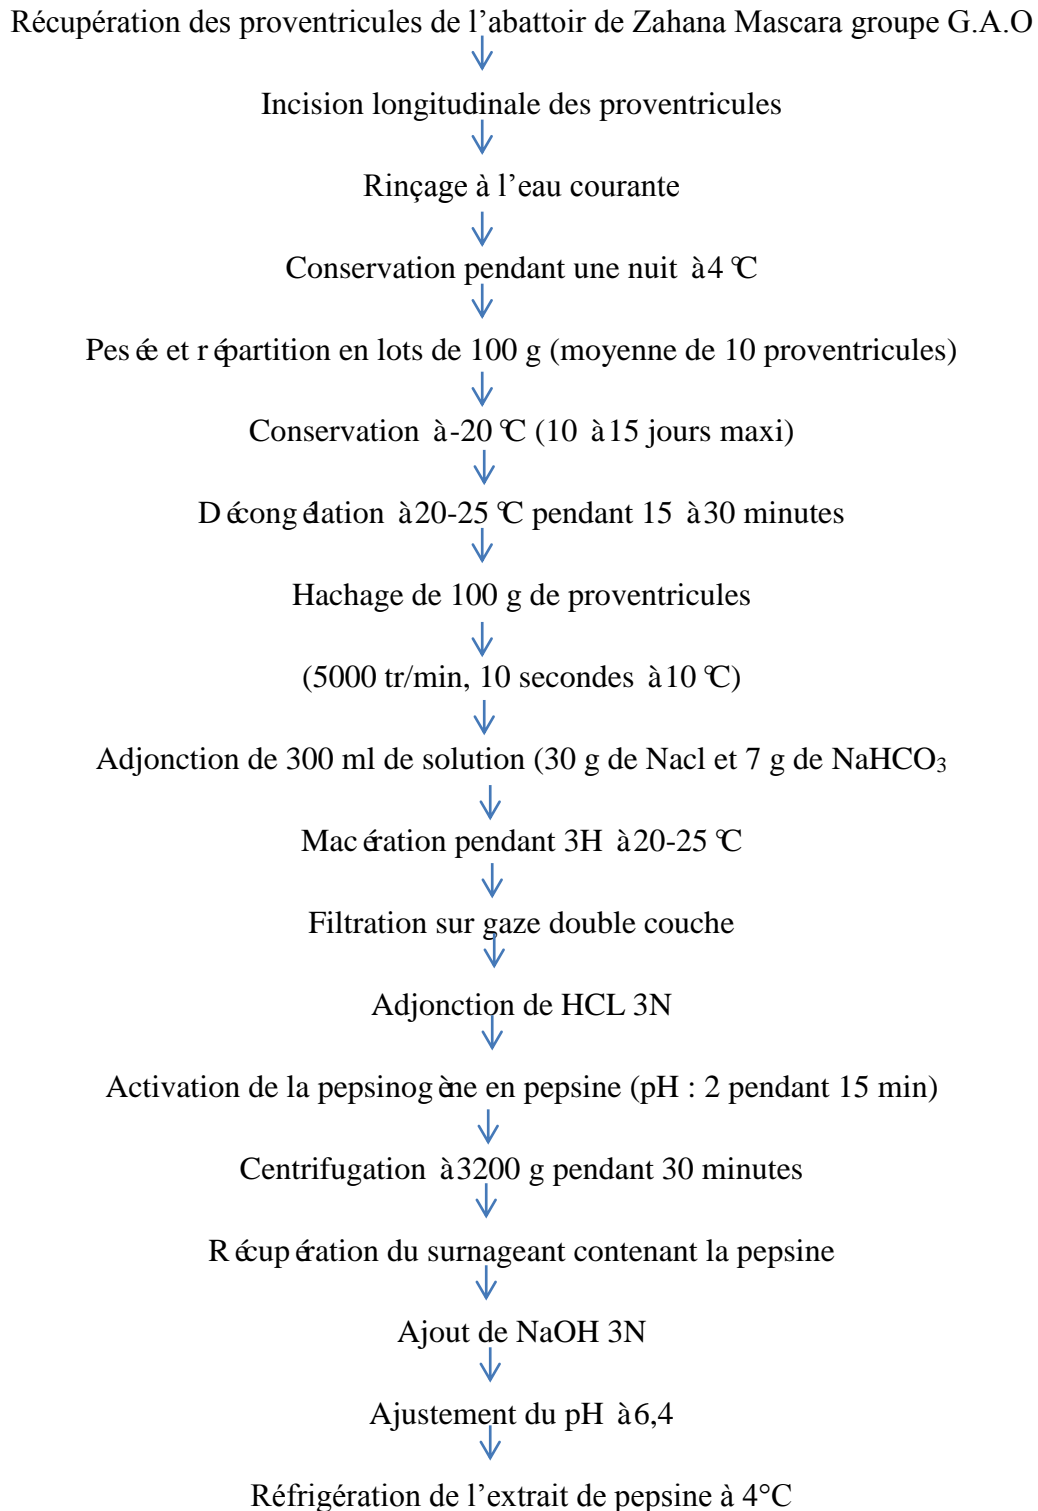 Récupération des proventricules de l’abattoir de Zahana Mascara groupe G.A.O
Incision longitudinale des proventricules
Rinçage à l’eau courante
Conservation pendant une nuit à 4 ℃
Pesée et répartition en lots de 100 g (moyenne de 10 proventricules)
Conservation à -20 ℃ (10 à 15 jours maxi)
Décongélation à 20-25 ℃ pendant 15 à 30 minutes
Hachage de 100 g de proventricules
(5000 tr/min, 10 secondes à 10 ℃)
Adjonction de 300 ml de solution (30 g de Nacl et 7 g de NaHCO₃
Macération pendant 3H à 20-25 ℃
Filtration sur gaze double couche
Adjonction de HCL 3N
Activation de la pepsinogène en pepsine (pH : 2 pendant 15 min)
Centrifugation à 3200 g pendant 30 minutes
Récupération du surnageant contenant la pepsine
Ajout de NaOH 3N
Ajustement du pH à 6,4
Réfrigération de l’extrait de pepsine à 4°C